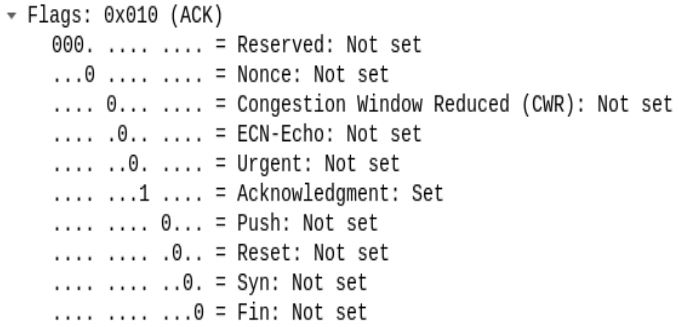 ▾ Flags: 0x010 (ACK)
000. .... .... = Reserved: Not set
...0 .... .... = Nonce: Not set
.... 0... .... = Congestion Window Reduced (CWR): Not set
.... .0.. .... = ECN-Echo: Not set
.... ..0. .... = Urgent: Not set
.... ...1 .... = Acknowledgment: Set
.... .... 0... = Push: Not set
.... .... .0.. = Reset: Not set
.... .... ..0. = Syn: Not set
.... .... ...0 = Fin: Not set